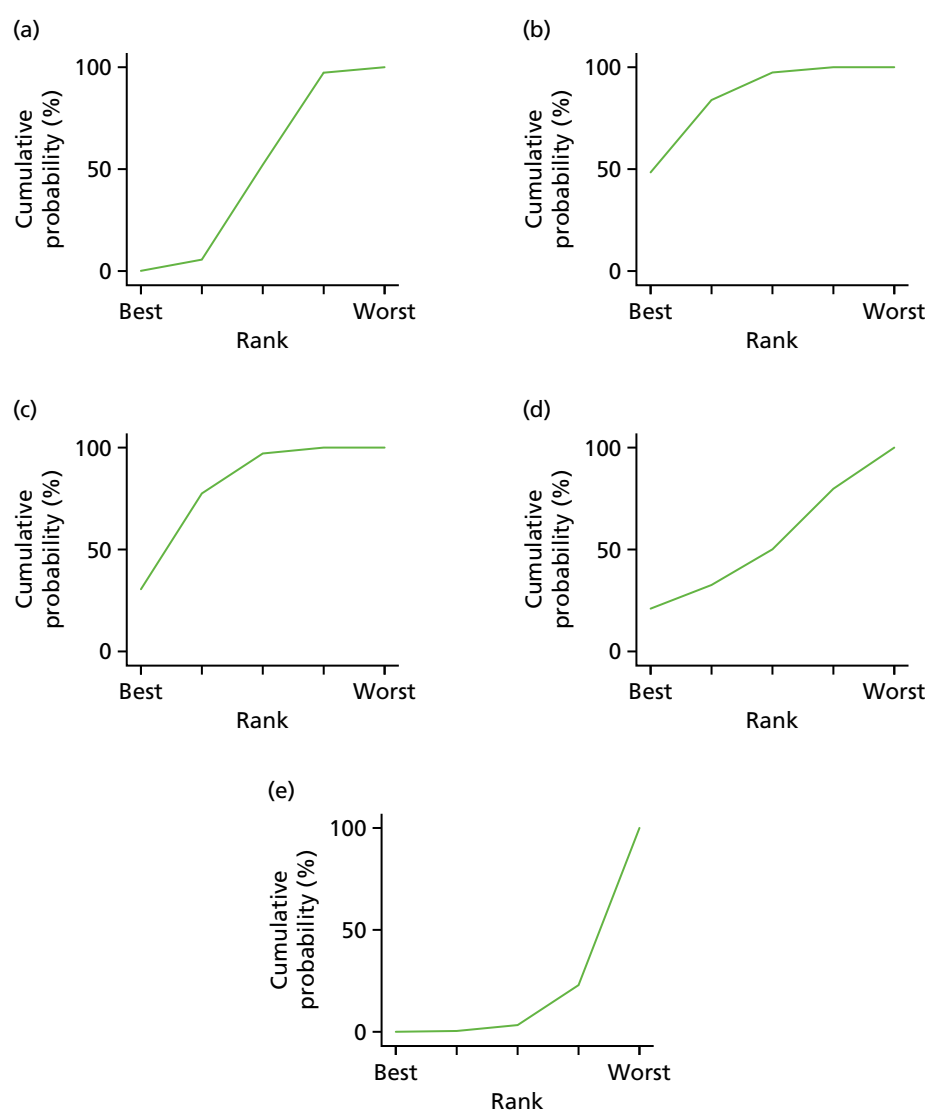 (a)
Cumulative
probability (%)
100
50
0
Best
Worst
Rank
(b)
Cumulative
probability (%)
100
50
0
Best
Worst
Rank
(c)
Cumulative
probability (%)
100
50
0
Best
Worst
Rank
(d)
Cumulative
probability (%)
100
50
0
Best
Worst
Rank
(e)
Cumulative
probability (%)
100
50
0
Best
Worst
Rank